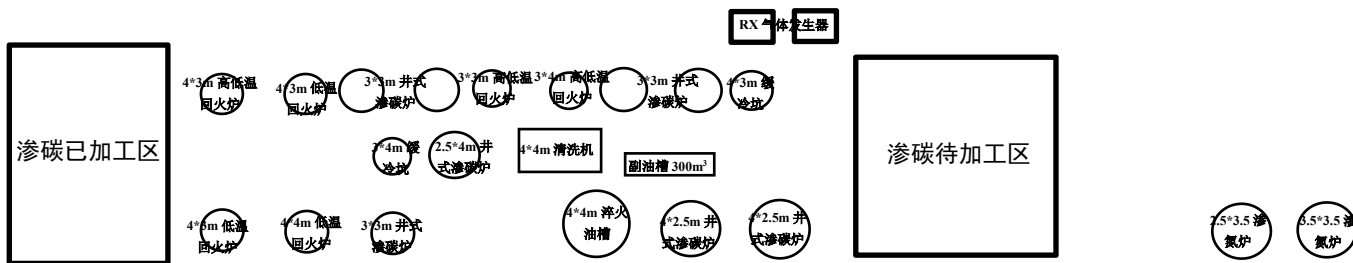 RX 气体发生器
4*3m 高低温
回火炉
4*3m 低温
回火炉
3*3m 井式
渗碳炉
3*3m 高低温
回火炉
3*4m 高低温
回火炉
3*3m 井式
渗碳炉
4*3m 缓
冷坑
渗碳已加工区
3*4m 缓
冷坑
2.5*4m 井
式渗碳炉
4*4m 清洗机
副油槽 300m³
渗碳待加工区
4*3m 低温
回火炉
4*4m 低温
回火炉
3*3m 井式
渗碳炉
4*4m 淬火
油槽
4*2.5m 井
式渗碳炉
4*2.5m 井
式渗碳炉
2.5*3.5 渗
氮炉
3.5*3.5 渗
氮炉